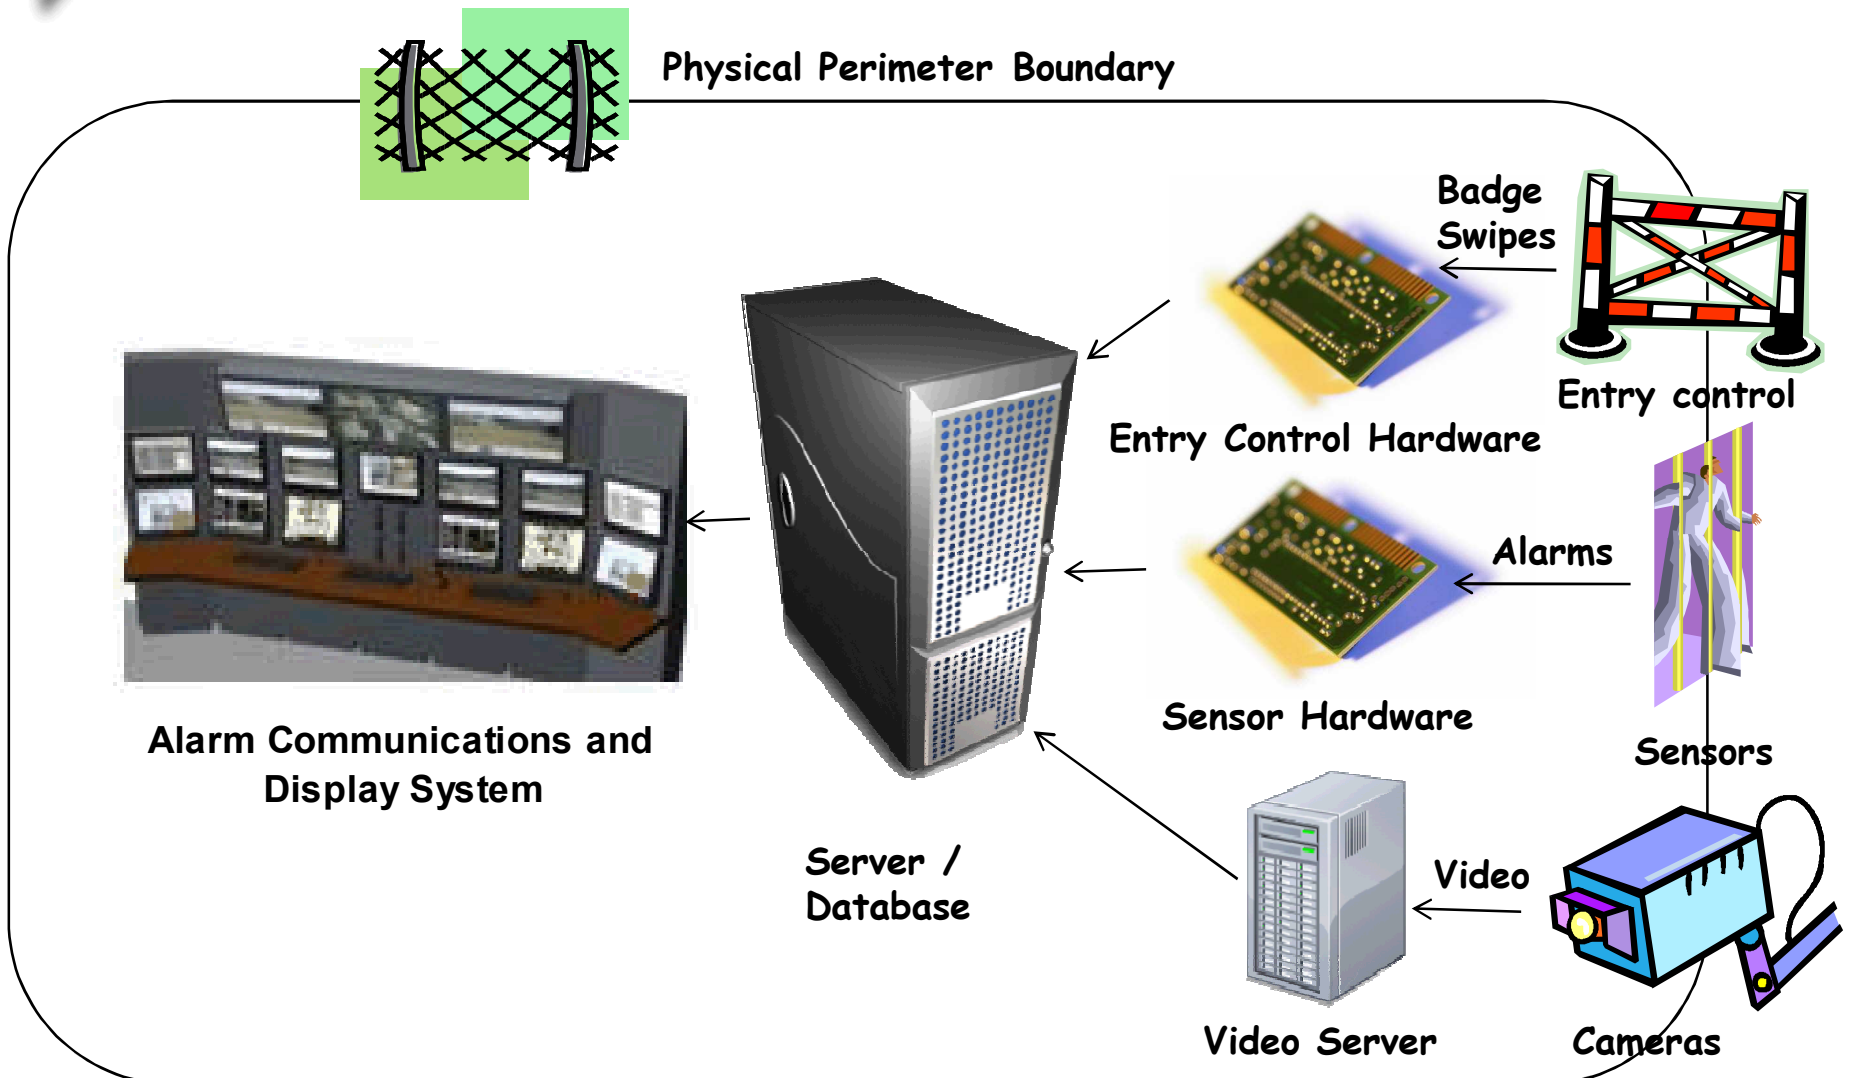 Physical Perimeter Boundary
Badge
Swipes
Entry control
Entry Control Hardware
Alarms
Sensor Hardware
Sensors
Alarm Communications and
Display System
Server /
Database
Video
Video Server
Cameras